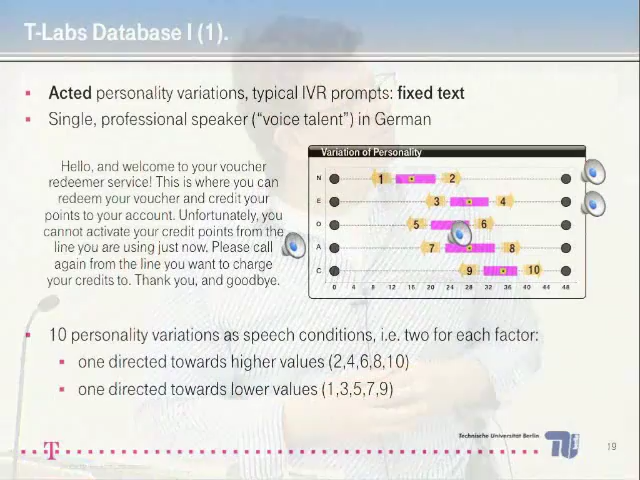 T-Labs Database I (1).
Acted personality variations, typical IVR prompts: fixed text
Single, professional speaker ("voice talent") in German
Hello, and welcome to your voucher
redeemer service! This is where you can
redeem your voucher and credit your
points to your account. Unfortunately, you
cannot activate your credit points from the
line you are using just now. Please call
again from the line you want to charge
your credits to. Thank you, and goodbye.
Variation of Personality
N 1 2
E 3 4
O 5 6
A 7 8
C 9 10
0 4 8 12 16 20 24 28 32 36 40 44 48
10 personality variations as speech conditions, i.e. two for each factor:
one directed towards higher values (2,4,6,8,10)
one directed towards lower values (1,3,5,7,9)
Technische Universität Berlin
T
19